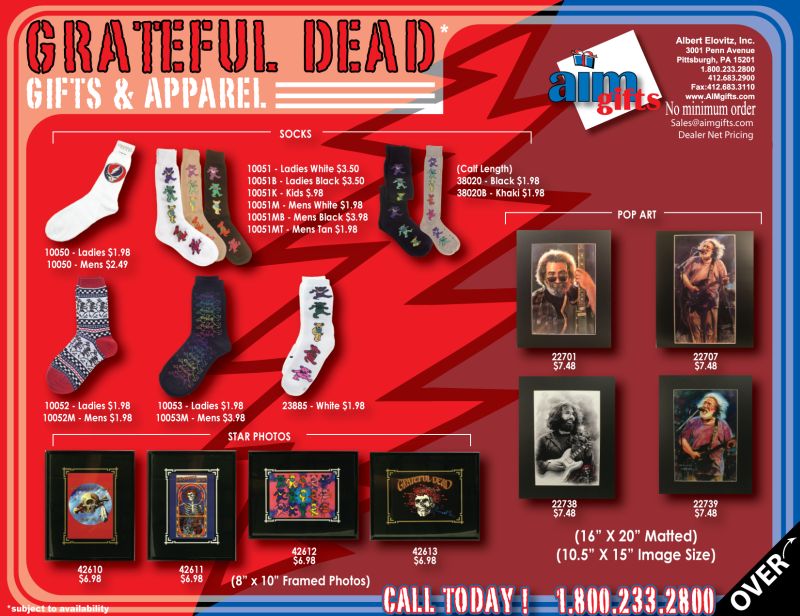 GRATEFUL DEAD*
GIFTS & APPAREL
aim
gifts
Albert Elovitz, Inc.
3001 Penn Avenue
Pittsburgh, PA 15201
1.800.233.2800
412.683.2900
Fax:412.683.3110
www.AIMgifts.com
No minimum order
Sales@aimgifts.com
Dealer Net Pricing
SOCKS
10051 - Ladies White $3.50
10051B - Ladies Black $3.50
10051K - Kids $.98
10051M - Mens White $1.98
10051MB - Mens Black $3.98
10051MT - Mens Tan $1.98
(Calf Length)
38020 - Black $1.98
38020B - Khaki $1.98
10050 - Ladies $1.98
10050 - Mens $2.49
10052 - Ladies $1.98
10052M - Mens $1.98
10053 - Ladies $1.98
10053M - Mens $3.98
23885 - White $1.98
POP ART
22701
$7.48
22707
$7.48
22738
$7.48
22739
$7.48
(16” X 20” Matted)
(10.5” X 15” Image Size)
STAR PHOTOS
GRATEFUL DEAD
42610
$6.98
42611
$6.98
42612
$6.98
42613
$6.98
(8” x 10” Framed Photos)
*subject to availability
CALL TODAY ! 1.800.233.2800
OVER